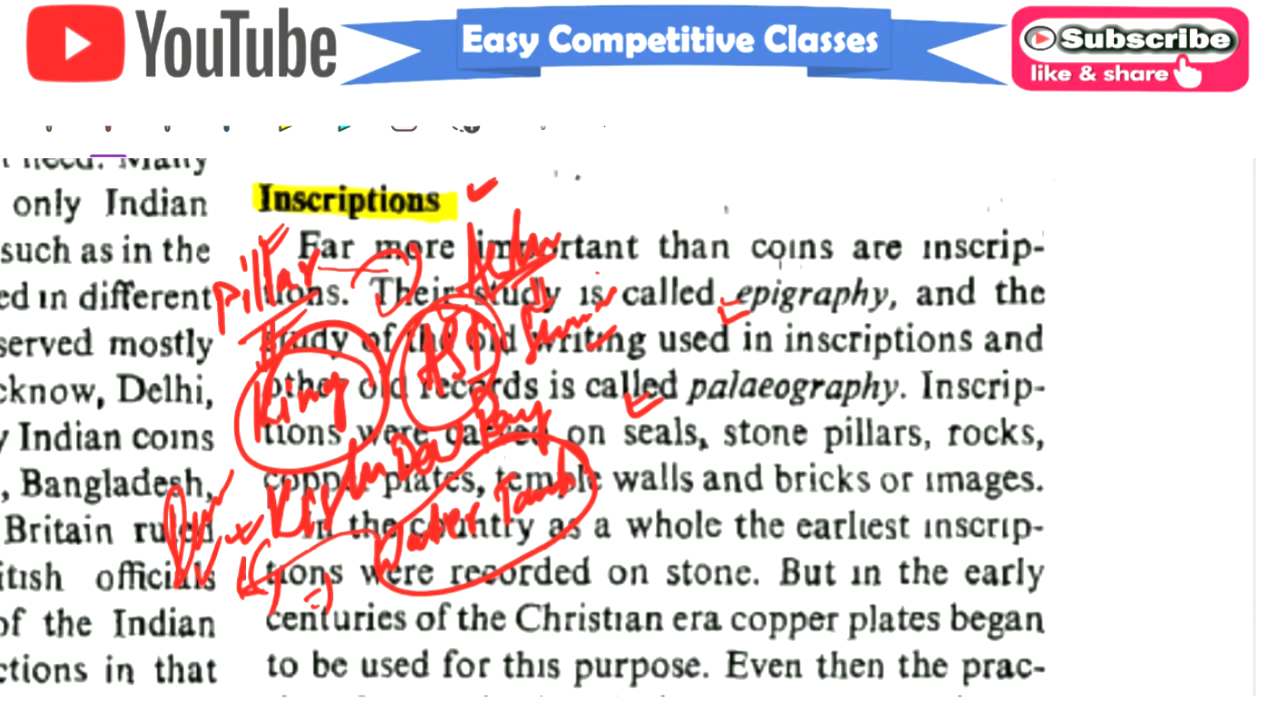 YouTube
Easy Competitive Classes
Subscribe
like & share
need. Many
only Indian
such as in the
ed in different
served mostly
cknow, Delhi,
y Indian coins
, Bangladesh,
Britain ruled
itish officials
of the Indian
ctions in that
Inscriptions
Far more important than coins are inscrip-
tions. Their study is called epigraphy, and the
study of the old writing used in inscriptions and
other old records is called palaeography. Inscrip-
tions were carved on seals, stone pillars, rocks,
copper plates, temple walls and bricks or images.
In the country as a whole the earliest inscrip-
tions were recorded on stone. But in the early
centuries of the Christian era copper plates began
to be used for this purpose. Even then the prac-
Pillar
King
Water Tank